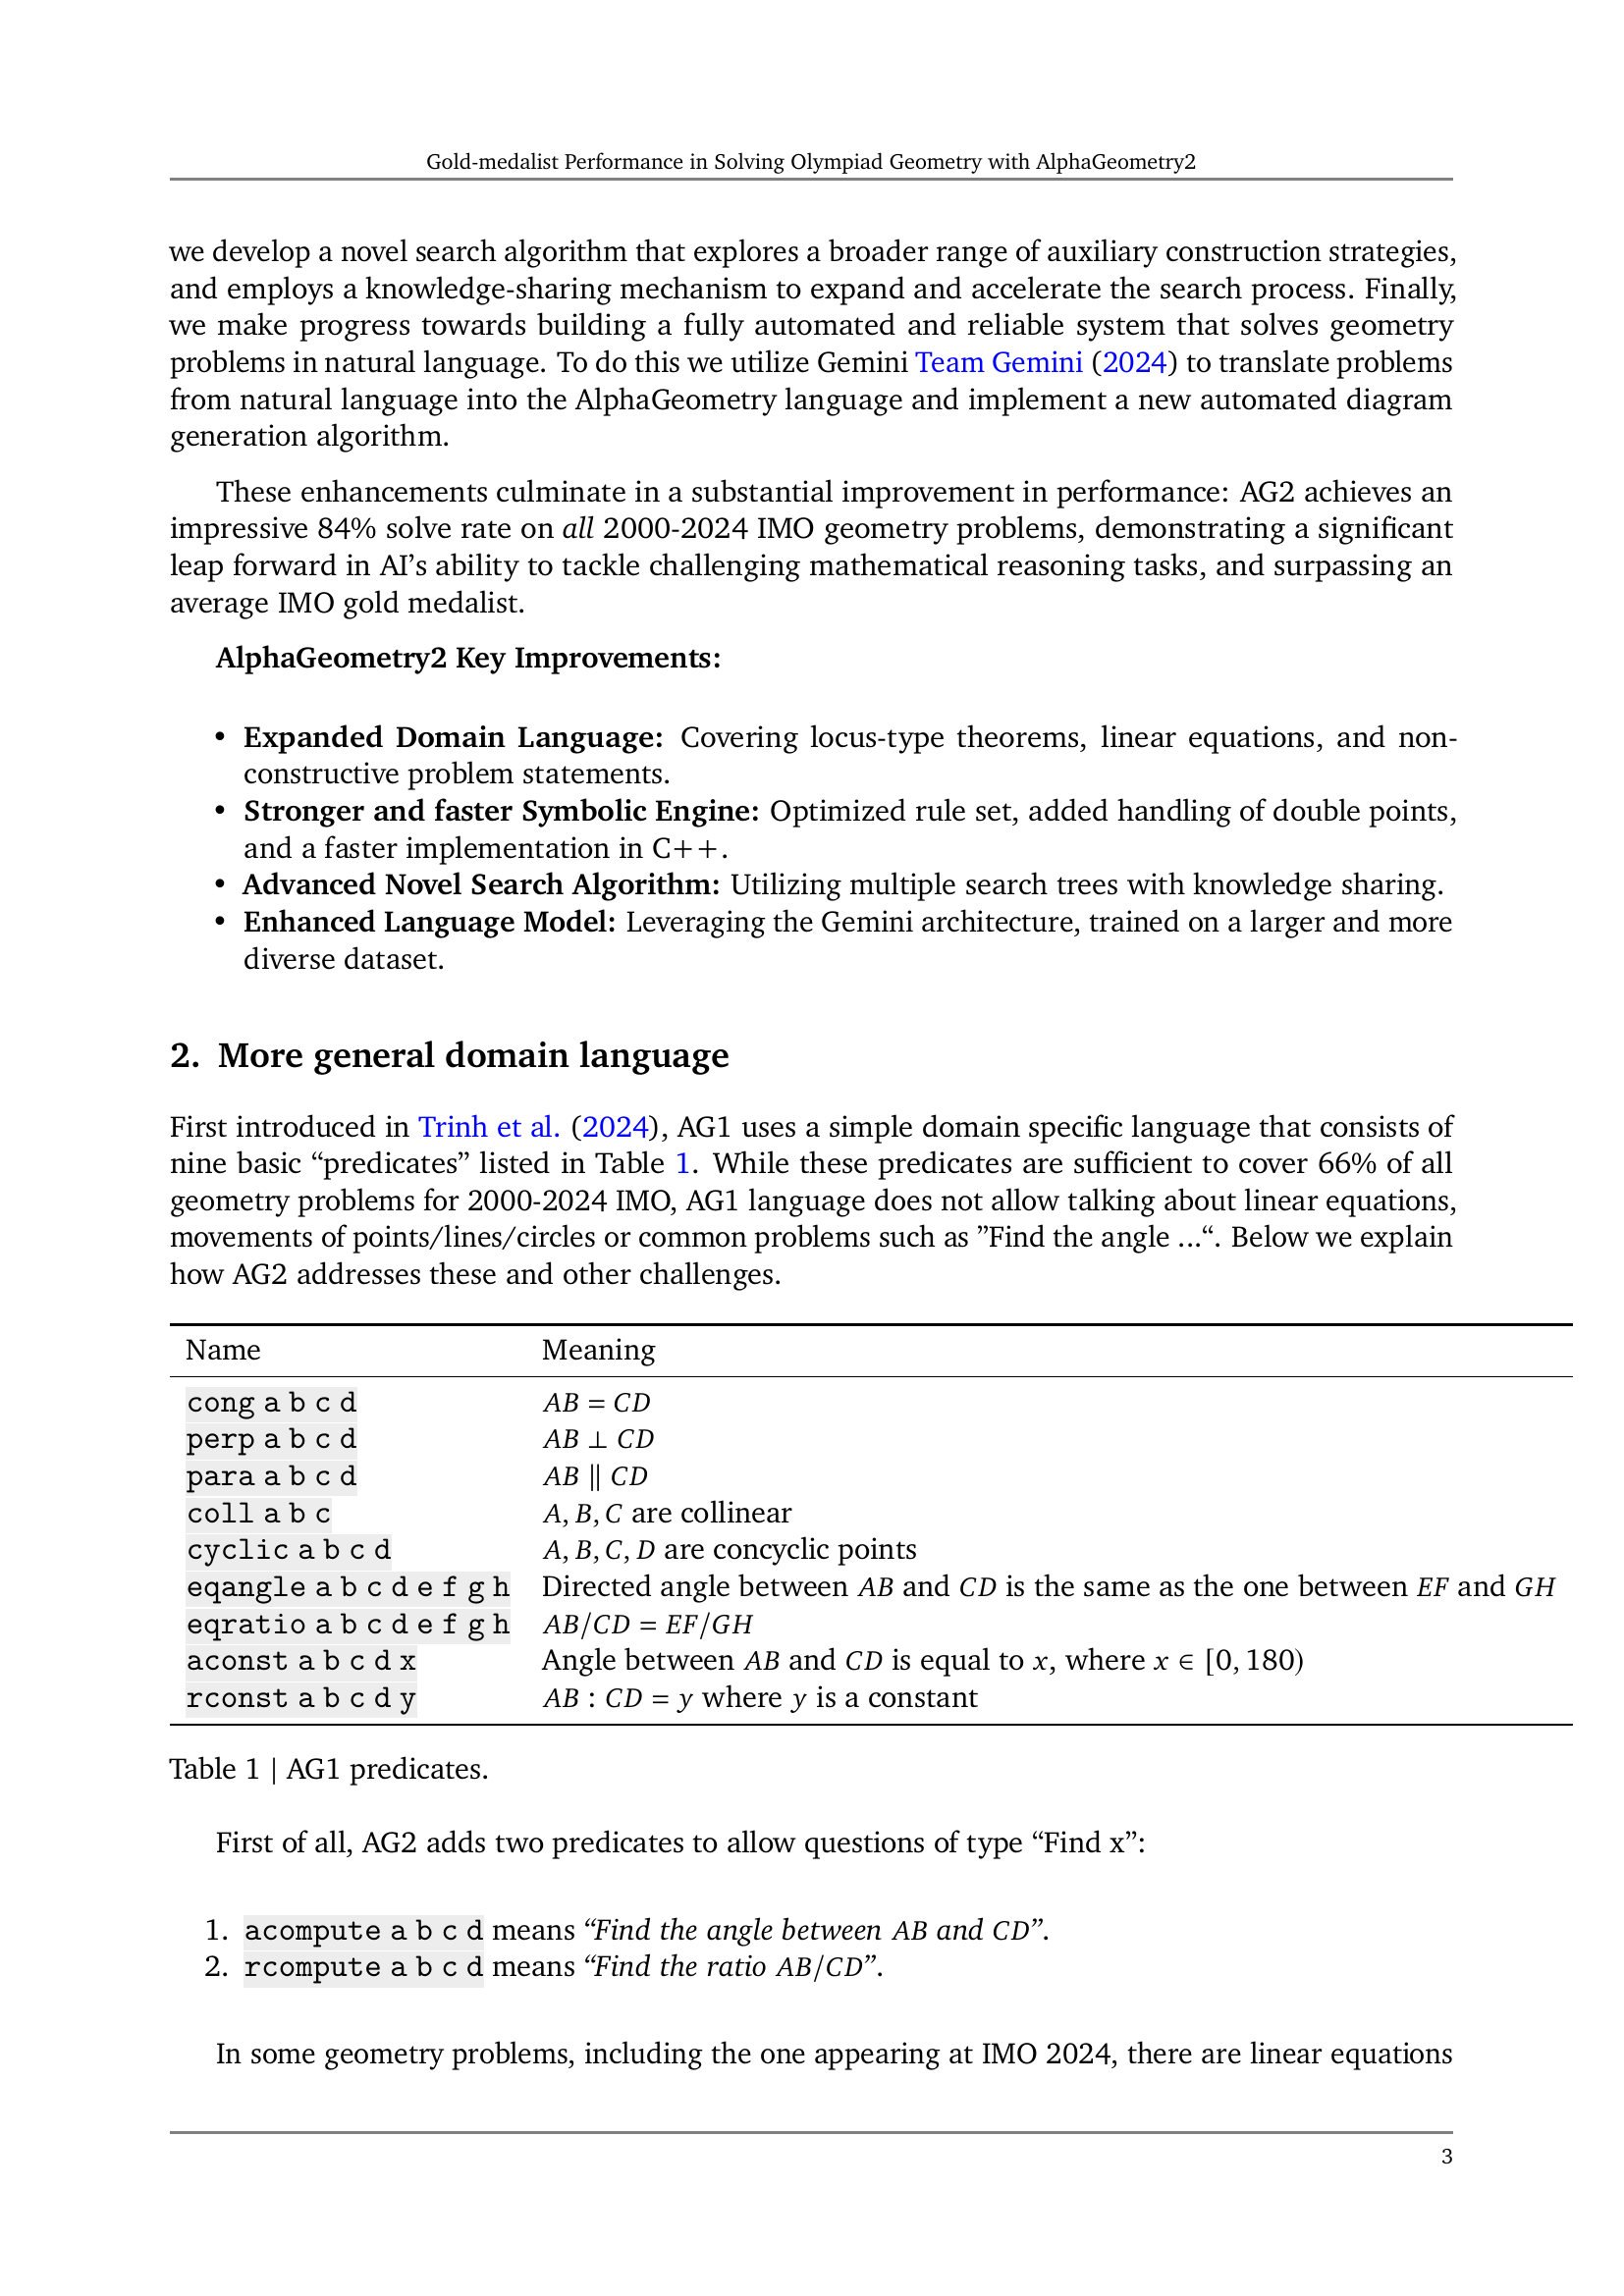 Gold-medalist Performance in Solving Olympiad Geometry with AlphaGeometry2
we develop a novel search algorithm that explores a broader range of auxiliary construction strategies,
and employs a knowledge-sharing mechanism to expand and accelerate the search process. Finally,
we make progress towards building a fully automated and reliable system that solves geometry
problems in natural language. To do this we utilize Gemini Team Gemini (2024) to translate problems
from natural language into the AlphaGeometry language and implement a new automated diagram
generation algorithm.
These enhancements culminate in a substantial improvement in performance: AG2 achieves an
impressive 84% solve rate on all 2000-2024 IMO geometry problems, demonstrating a significant
leap forward in AI’s ability to tackle challenging mathematical reasoning tasks, and surpassing an
average IMO gold medalist.
AlphaGeometry2 Key Improvements:
• Expanded Domain Language: Covering locus-type theorems, linear equations, and non-
constructive problem statements.
• Stronger and faster Symbolic Engine: Optimized rule set, added handling of double points,
and a faster implementation in C++.
• Advanced Novel Search Algorithm: Utilizing multiple search trees with knowledge sharing.
• Enhanced Language Model: Leveraging the Gemini architecture, trained on a larger and more
diverse dataset.
2. More general domain language
First introduced in Trinh et al. (2024), AG1 uses a simple domain specific language that consists of
nine basic “predicates” listed in Table 1. While these predicates are sufficient to cover 66% of all
geometry problems for 2000-2024 IMO, AG1 language does not allow talking about linear equations,
movements of points/lines/circles or common problems such as ”Find the angle ...“. Below we explain
how AG2 addresses these and other challenges.
Name Meaning
cong a b c d AB = CD
perp a b c d AB ⊥ CD
para a b c d AB ∥ CD
coll a b c A, B, C are collinear
cyclic a b c d A, B, C, D are concyclic points
eqangle a b c d e f g h Directed angle between AB and CD is the same as the one between EF and GH
eqratio a b c d e f g h AB/CD = EF/GH
aconst a b c d x Angle between AB and CD is equal to x, where x ∈ [0, 180)
rconst a b c d y AB : CD = y where y is a constant
Table 1 | AG1 predicates.
First of all, AG2 adds two predicates to allow questions of type “Find x”:
1. acompute a b c d means “Find the angle between AB and CD”.
2. rcompute a b c d means “Find the ratio AB/CD”.
In some geometry problems, including the one appearing at IMO 2024, there are linear equations
3